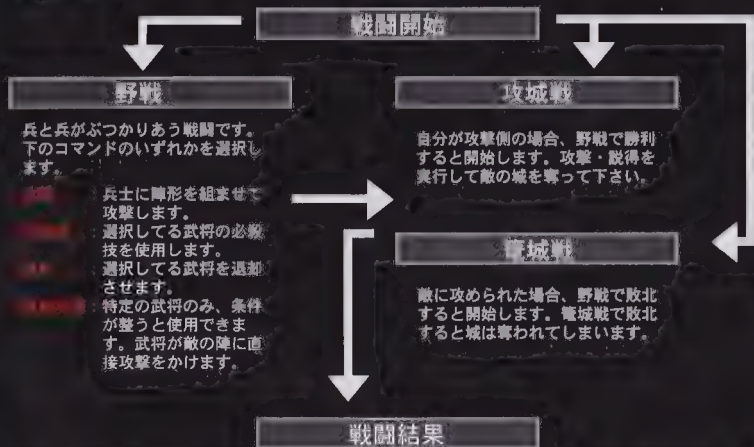 戦闘開始
野戦
兵と兵がぶつかりあう戦闘です。
下のコマンドのいずれかを選択し
ます。
兵士に陣形を組ませて
攻撃します。
選択してる武将の必殺
技を使用します。
選択してる武将を退却
させます。
特定の武将のみ、条件
が整うと使用できま
す。武将が敵の陣に直
接攻撃をかけます。
攻城戦
自分が攻撃側の場合、野戦で勝利
すると開始します。攻撃・説得を
実行して敵の城を奪って下さい。
篭城戦
敵に攻められた場合、野戦で敗北
すると開始します。篭城戦で敗北
すると城は奪われてしまいます。
戦闘結果